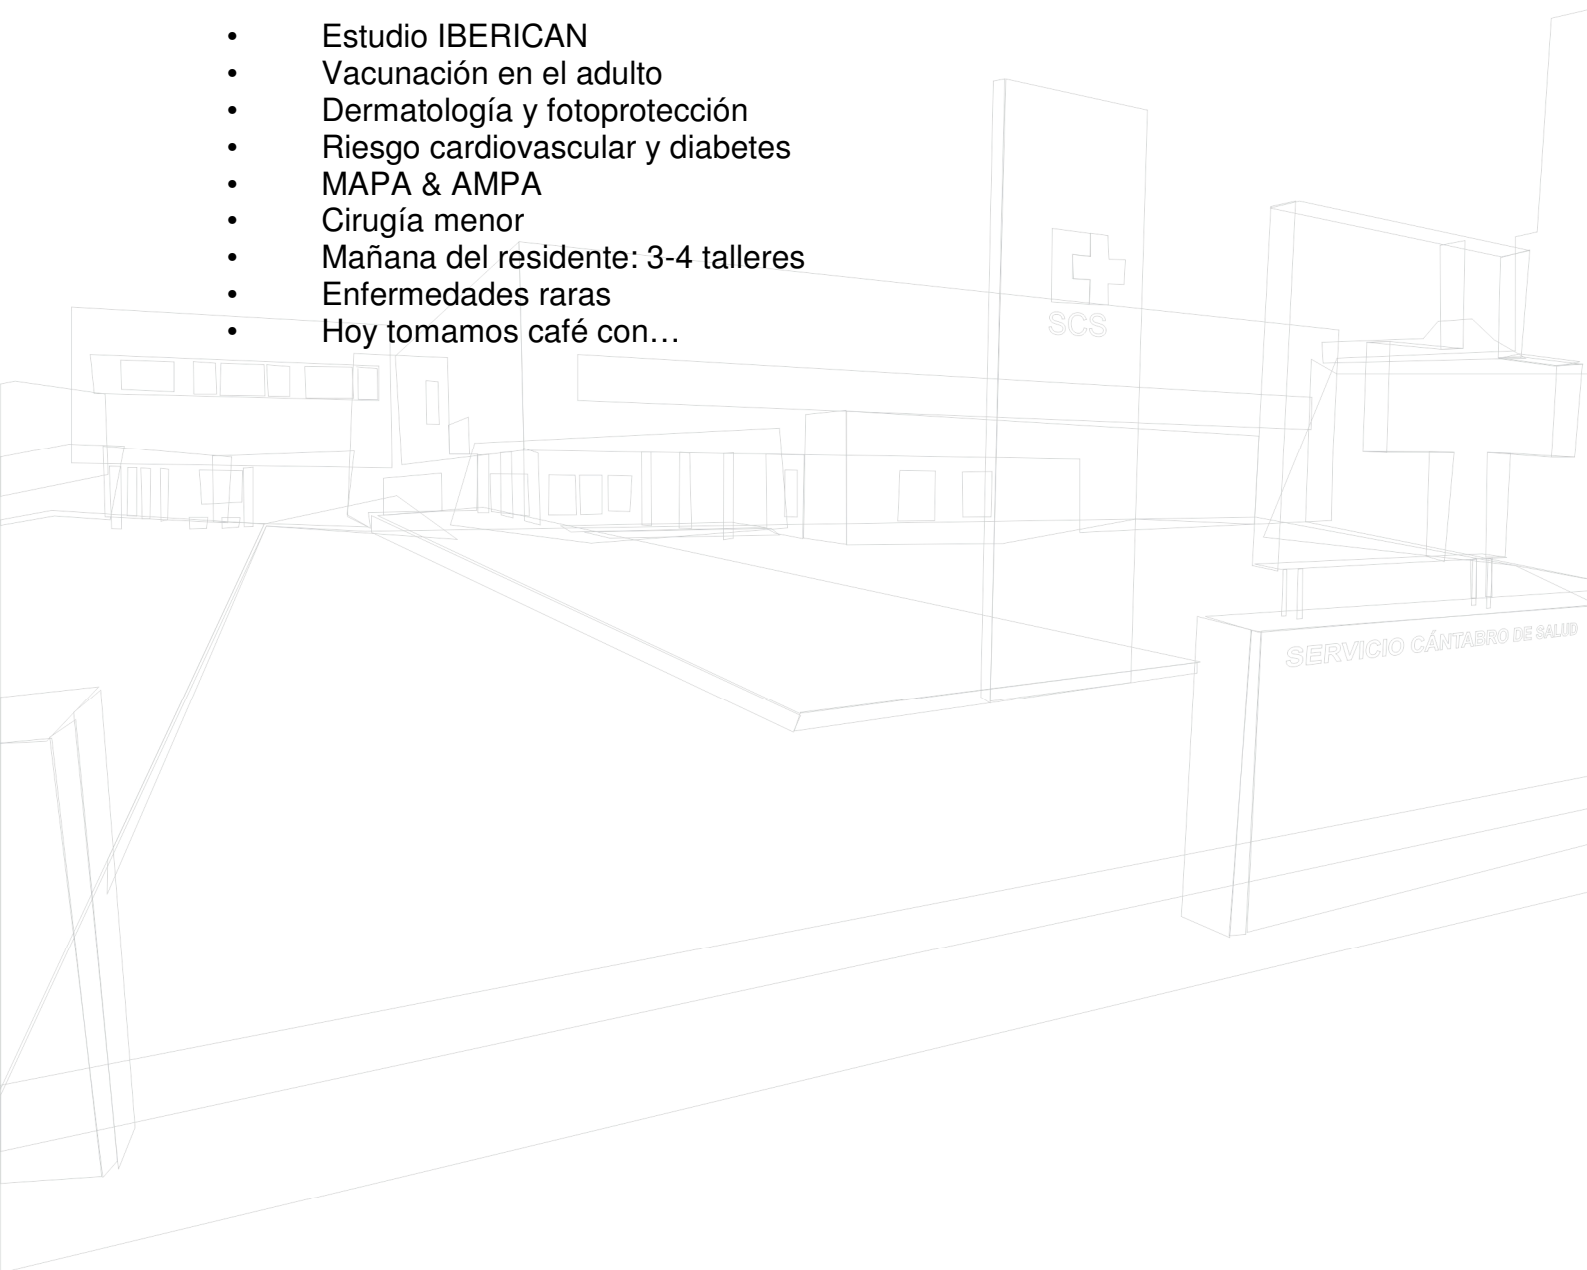 • Estudio IBERICAN
• Vacunación en el adulto
• Dermatología y fotoprotección
• Riesgo cardiovascular y diabetes
• MAPA & AMPA
• Cirugía menor
• Mañana del residente: 3-4 talleres
• Enfermedades raras
• Hoy tomamos café con…
SCS
SERVICIO CÁNTABRO DE SALUD